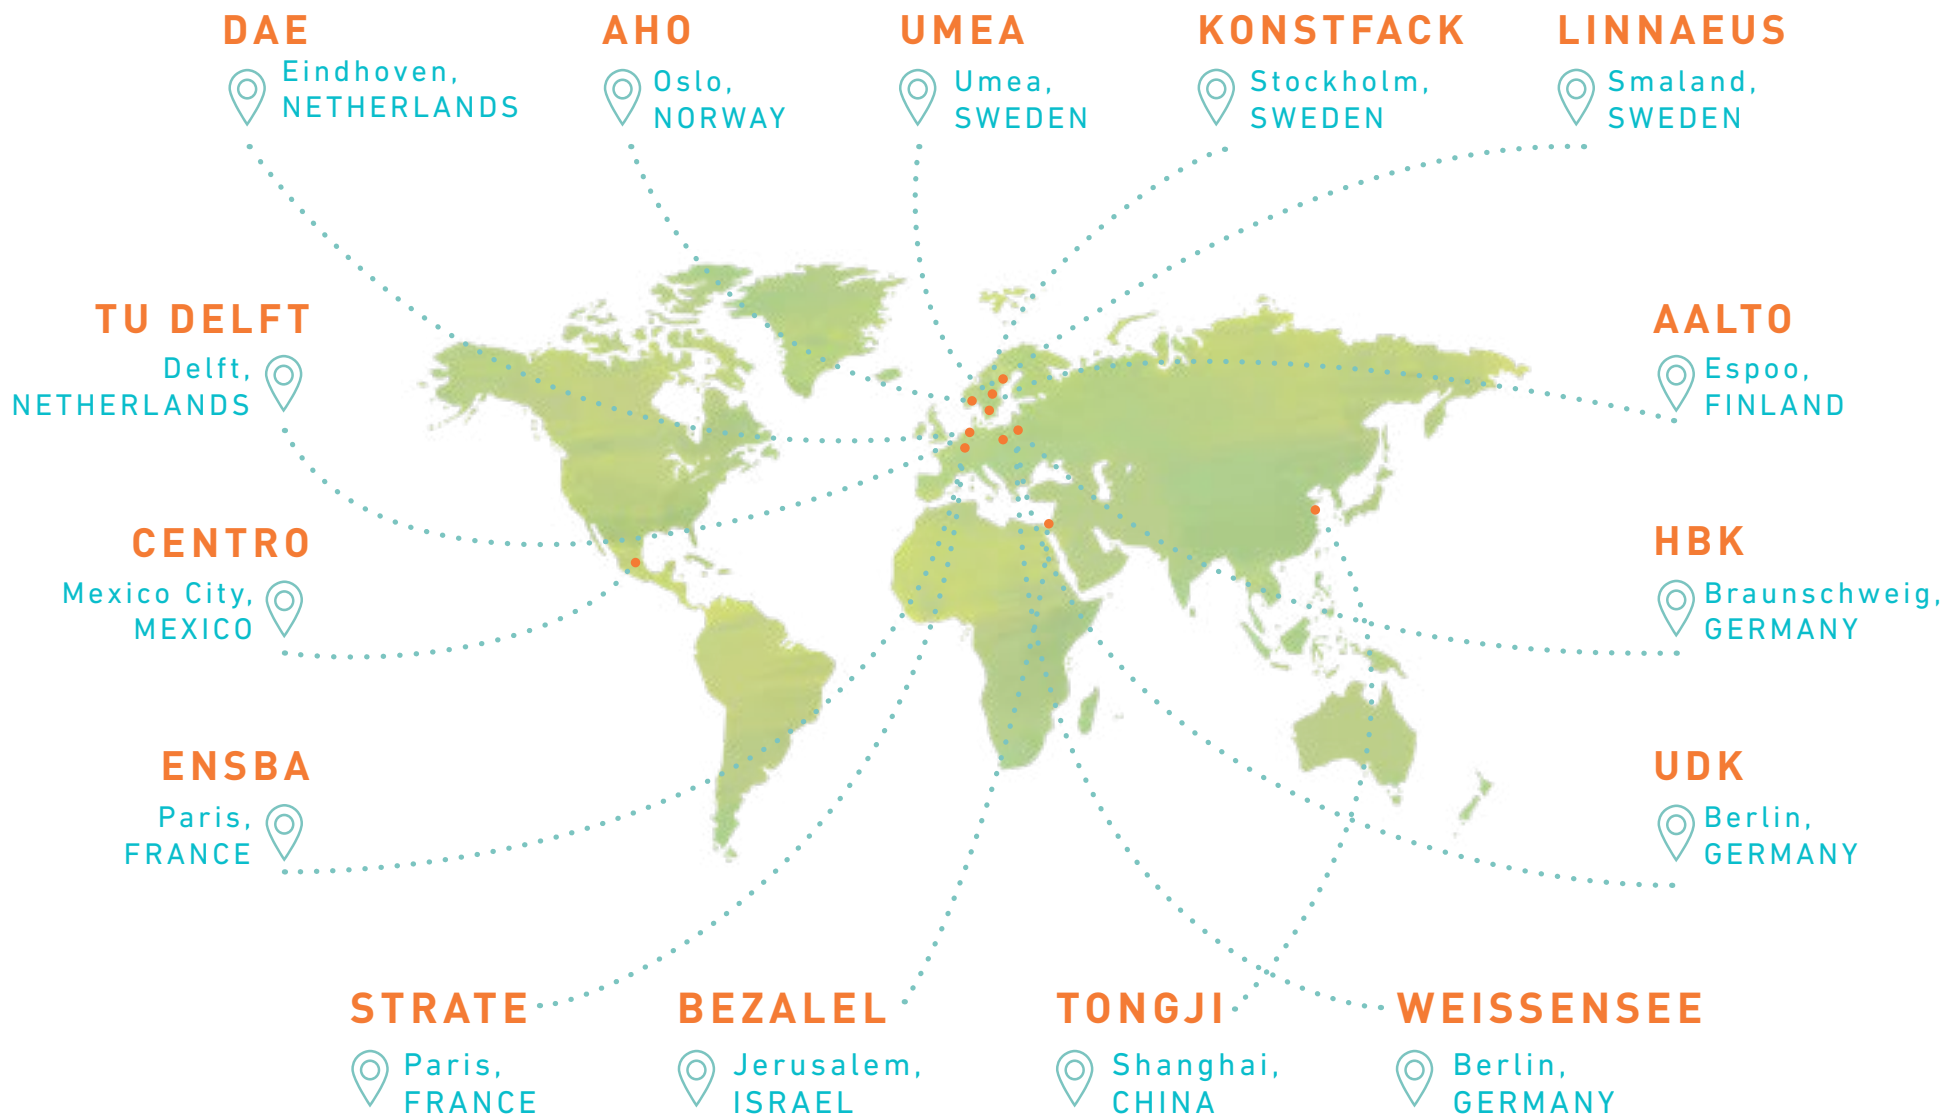 DAE
Eindhoven,
NETHERLANDS
AHO
Oslo,
NORWAY
UMEA
Umea,
SWEDEN
KONSTFACK
Stockholm,
SWEDEN
LINNAEUS
Smaland,
SWEDEN
TU DELFT
Delft,
NETHERLANDS
AALTO
Espoo,
FINLAND
CENTRO
Mexico City,
MEXICO
HBK
Braunschweig,
GERMANY
ENSBA
Paris,
FRANCE
UDK
Berlin,
GERMANY
STRATE
Paris,
FRANCE
BEZALEL
Jerusalem,
ISRAEL
TONGJI
Shanghai,
CHINA
WEISSENSEE
Berlin,
GERMANY